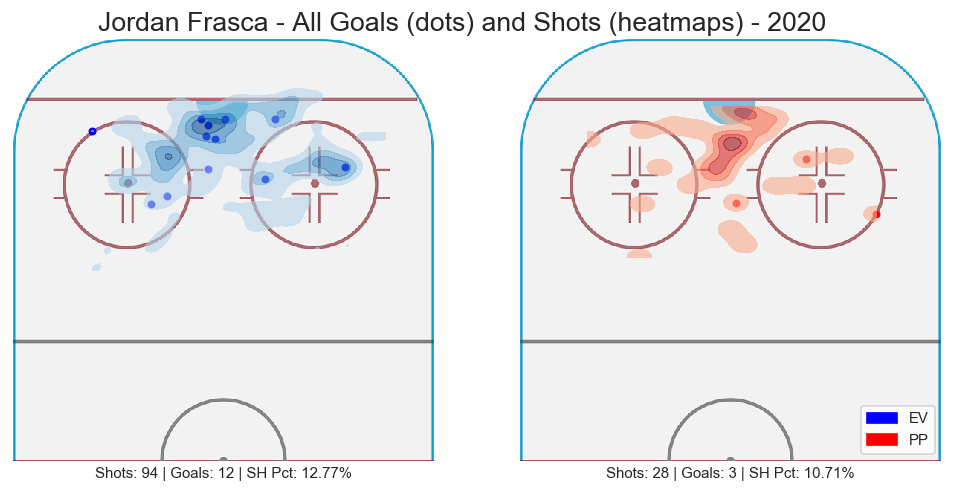 Jordan Frasca - All Goals (dots) and Shots (heatmaps) - 2020
EV
PP
Shots: 94 | Goals: 12 | SH Pct: 12.77%
Shots: 28 | Goals: 3 | SH Pct: 10.71%